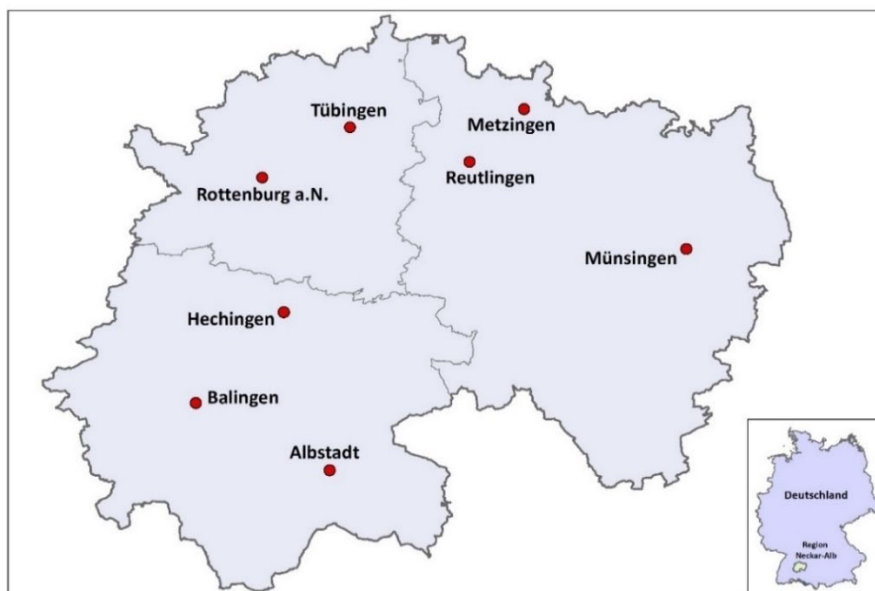 Tübingen
Metzingen
Reutlingen
Rottenburg a.N.
Münsingen
Hechingen
Balingen
Albstadt
Deutschland
Region
Neckar-Alb